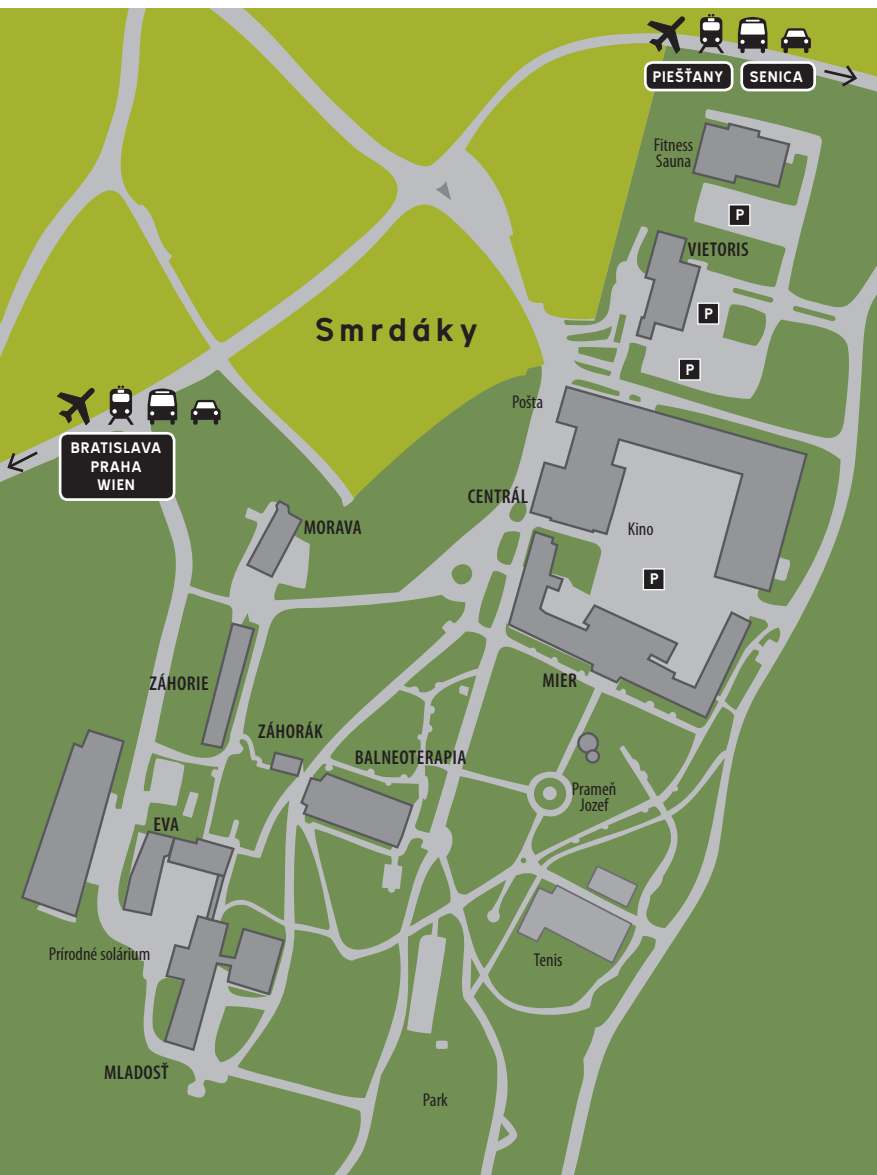 PIEŠŤANY
SENICA
Fitness
Sauna
P
VIETORIS
P
Smrdáky
P
Pošta
BRATISLAVA
PRAHA
WIEN
CENTRÁL
MORAVA
Kino
P
ZÁHORIE
MIER
ZÁHORÁK
BALNEOTERAPIA
Prameň
Jozef
EVA
Prírodné solárium
Tenis
MLADOSŤ
Park